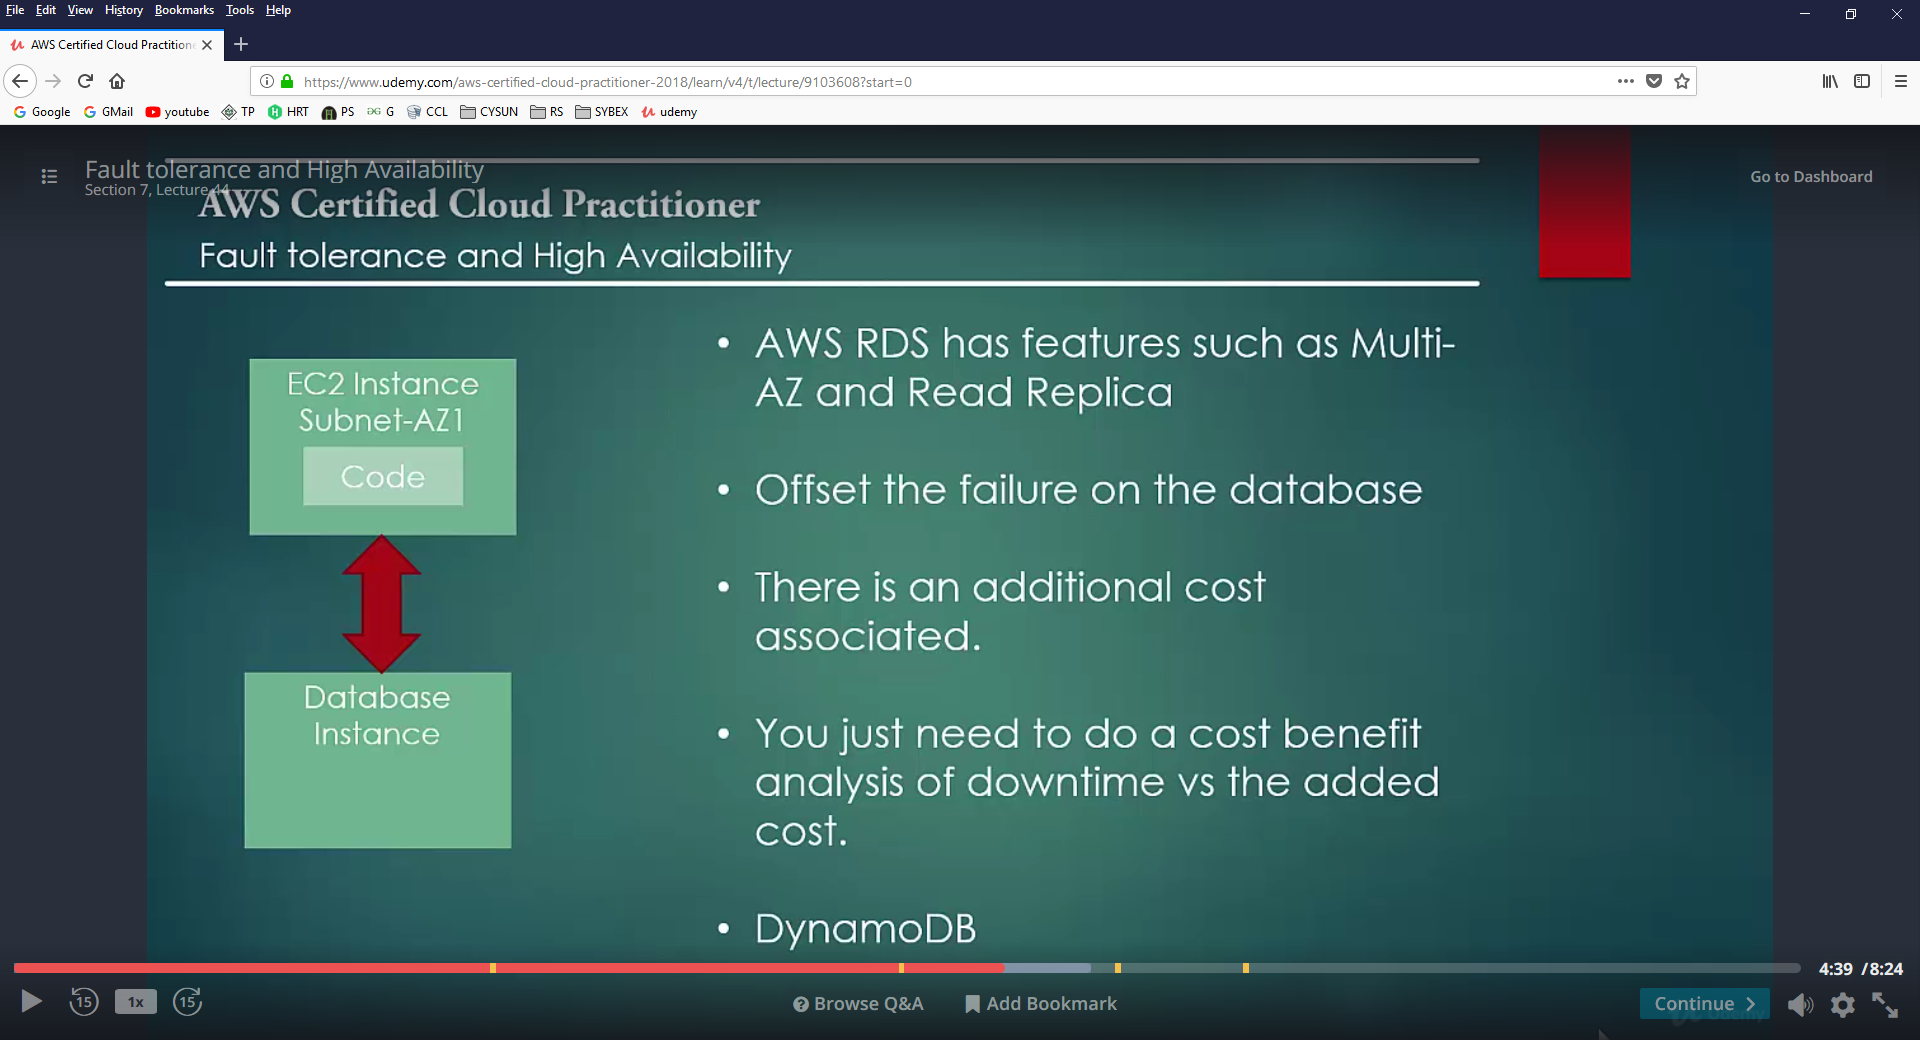 File Edit View History Bookmarks Tools Help
AWS Certified Cloud Practition
https://www.udemy.com/aws-certified-cloud-practitioner-2018/learn/v4/t/lecture/9103608?start=0
Google GMail youtube TP HRT PS G CCL CYSUN RS SYBEX udemy
Fault tolerance and High Availability
Section 7, Lecture 44
Go to Dashboard
AWS Certified Cloud Practitioner
Fault tolerance and High Availability
EC2 Instance
Subnet-AZ1
Code
Database
Instance
• AWS RDS has features such as Multi-
AZ and Read Replica
• Offset the failure on the database
• There is an additional cost
associated.
• You just need to do a cost benefit
analysis of downtime vs the added
cost.
• DynamoDB
4:39 /8:24
15 1x 15
Browse Q&A Add Bookmark
Continue